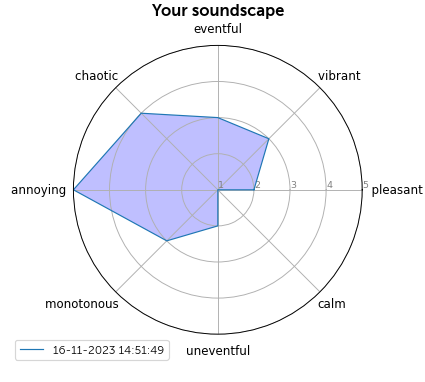 Your soundscape
eventful
chaotic
vibrant
annoying
1 2 3 4 5
pleasant
monotonous
calm
uneventful
16-11-2023 14:51:49